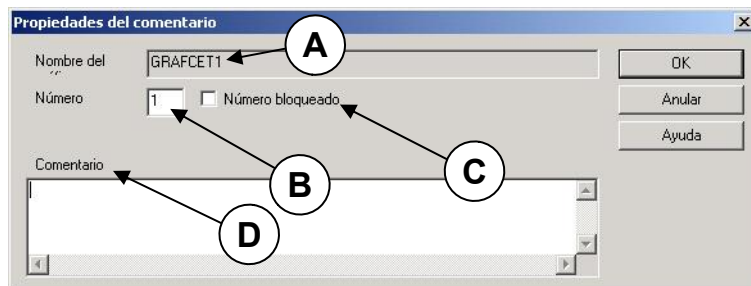 Propiedades del comentario
Nombre del
GRAFCET1
A
OK
Número
1
Número bloqueado
Anular
Ayuda
B
C
Comentario
D